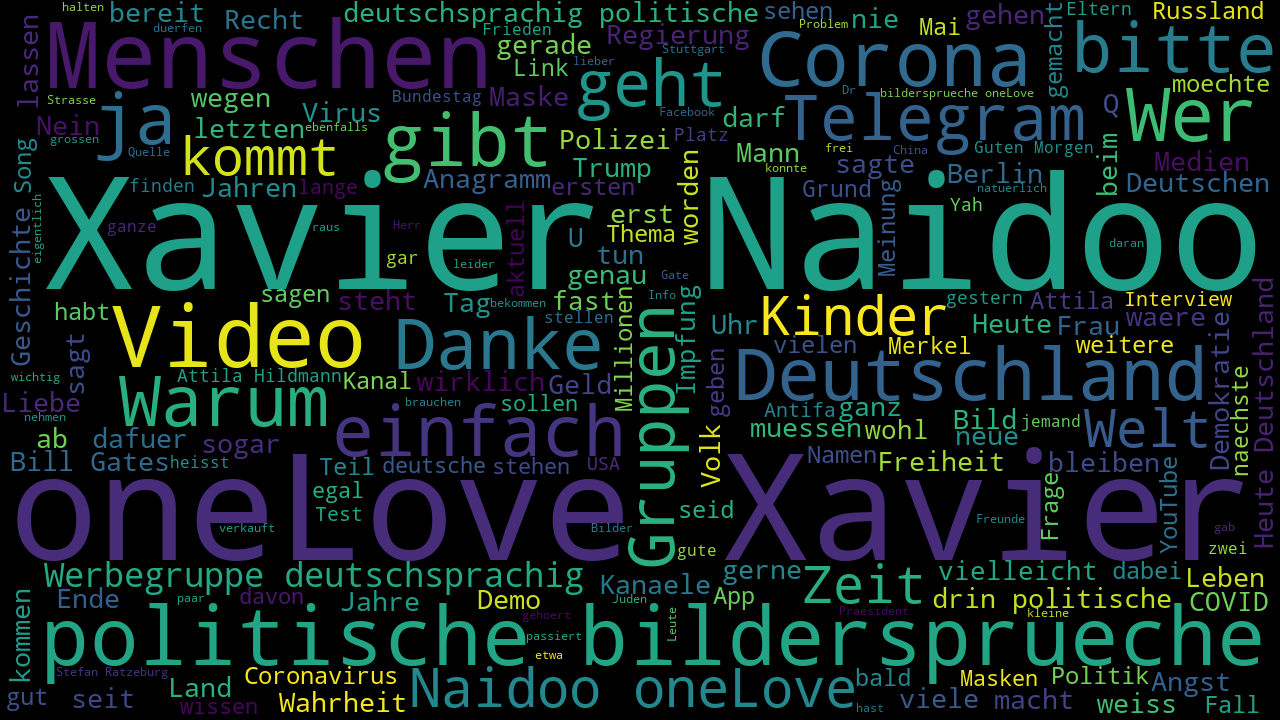 halten bereit deutschsprachig politische sehen nie Mai gehen Eltern Russland
duerfen Recht Frieden Regierung Problem gemacht bitte
lassen Menschen gerade Link Stuttgart geht Corona moechte
Strasse wegen Virus Bundestag Maske lieber Facebook Dr bildersprueche oneLove Q Wer
Nein ja letzten ebenfalls gibt Polizei Platz darf Telegram
grossen Quelle kommt Trump Mann frei China Guten Morgen beim Medien
Song finden Jahren lange Anagramm ersten konnte sagte Grund Berlin natuerlich Deutschen
Geschichte eigentlich Xavier Naidoo
ganze raus Herr aktuell erst Thema worden Meinung Yah
gar leider U tun daran
sagen bekommen genau Gate
habt steht Tag fast Info Kinder gestern Attila Interview
Video Danke stellen Millionen Impfung Uhr Heute Frau waere
sagt vielen Merkel weitere Demokratie Heute Deutschland
wichtig Attila Hildmann Kanal wirklich Geld Gruppen geben Deutschland naechste
Liebe Warum brauchen sollen Antifa ganz
nehmen einfach muessen wohl Bild jemand Welt
ab dafuer sogar Volk neue
Bill Gates heisst Teil deutsche stehen USA Namen Freiheit bleiben
oneLove Xavier
egal Test seid Frage YouTube
verkauft Bilder Freunde gab
gute zwei
Werbegruppe deutschsprachig Kanaele gerne Zeit vielleicht dabei Leben
kommen Ende paar davon Jahre Demo Juden App drin politische COVID
gehoert Leute Praesident kleine
politische bildersprueche
passiert
etwa
Stefan Ratzeburg Coronavirus Naidoo oneLove bald Masken Politik Angst
gut seit Land wissen Wahrheit hast viele macht weiss Fall